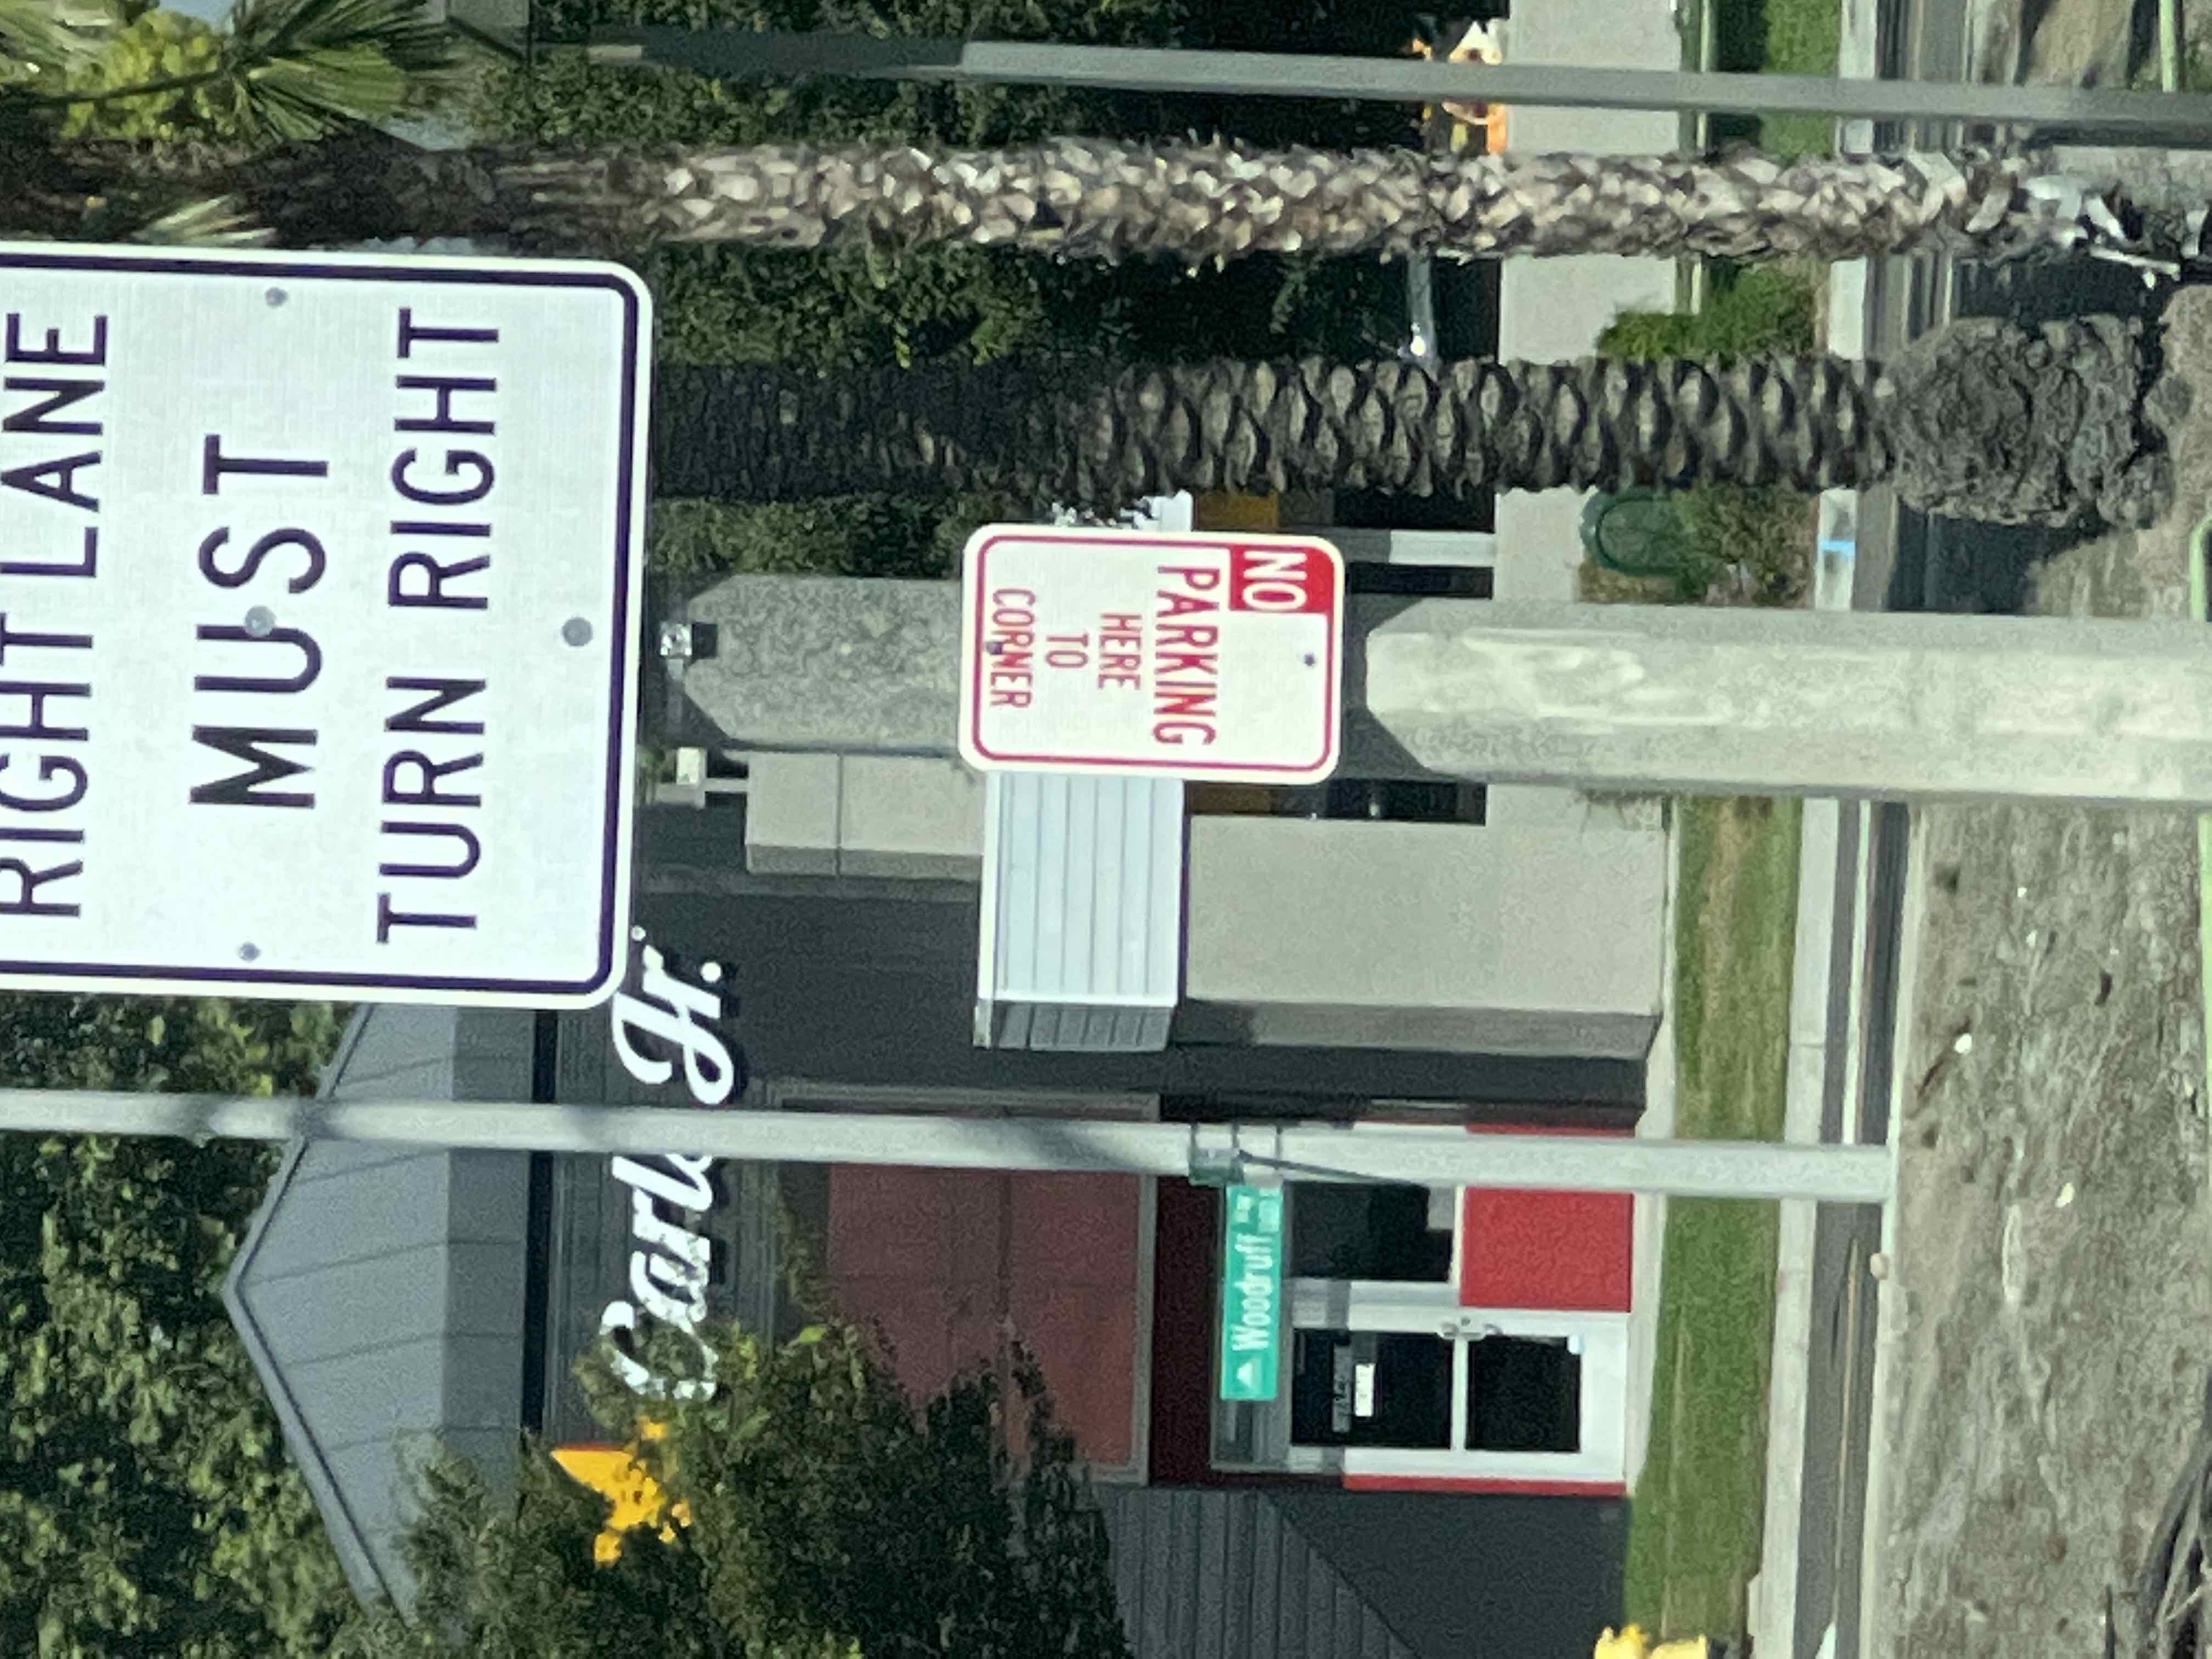 RIGHT LANE
MUST
TURN RIGHT
NO
PARKING
HERE
TO
CORNER
Carl's Jr.
Woodruff